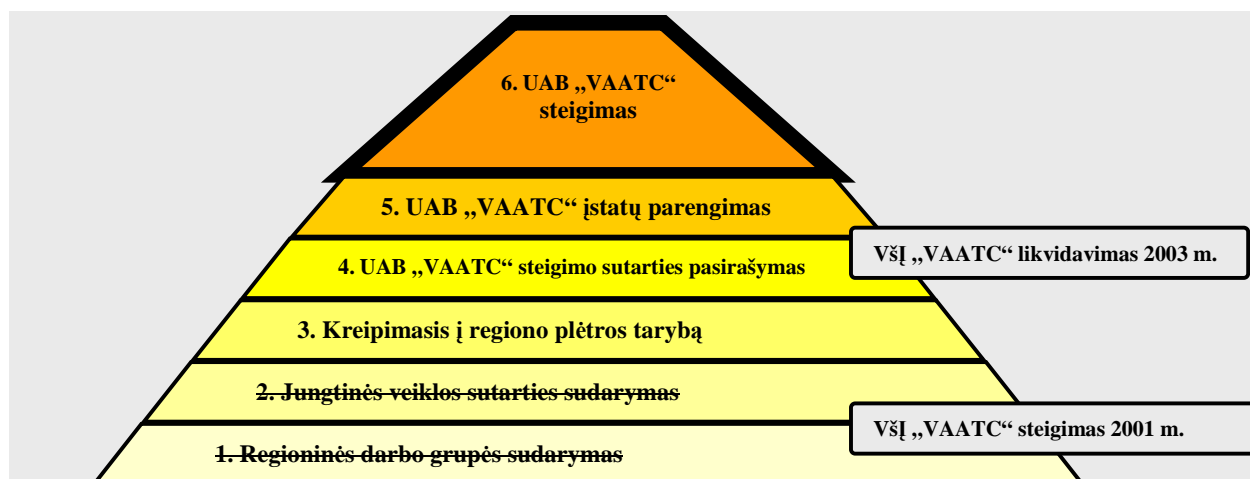 6. UAB „VAATC“
steigimas
5. UAB „VAATC“ įstatų parengimas
VšĮ „VAATC“ likvidavimas 2003 m.
4. UAB „VAATC“ steigimo sutarties pasirašymas
3. Kreipimasis į regiono plėtros tarybą
2. Jungtinės veiklos sutarties sudarymas
VšĮ „VAATC“ steigimas 2001 m.
1. Regioninės darbo grupės sudarymas